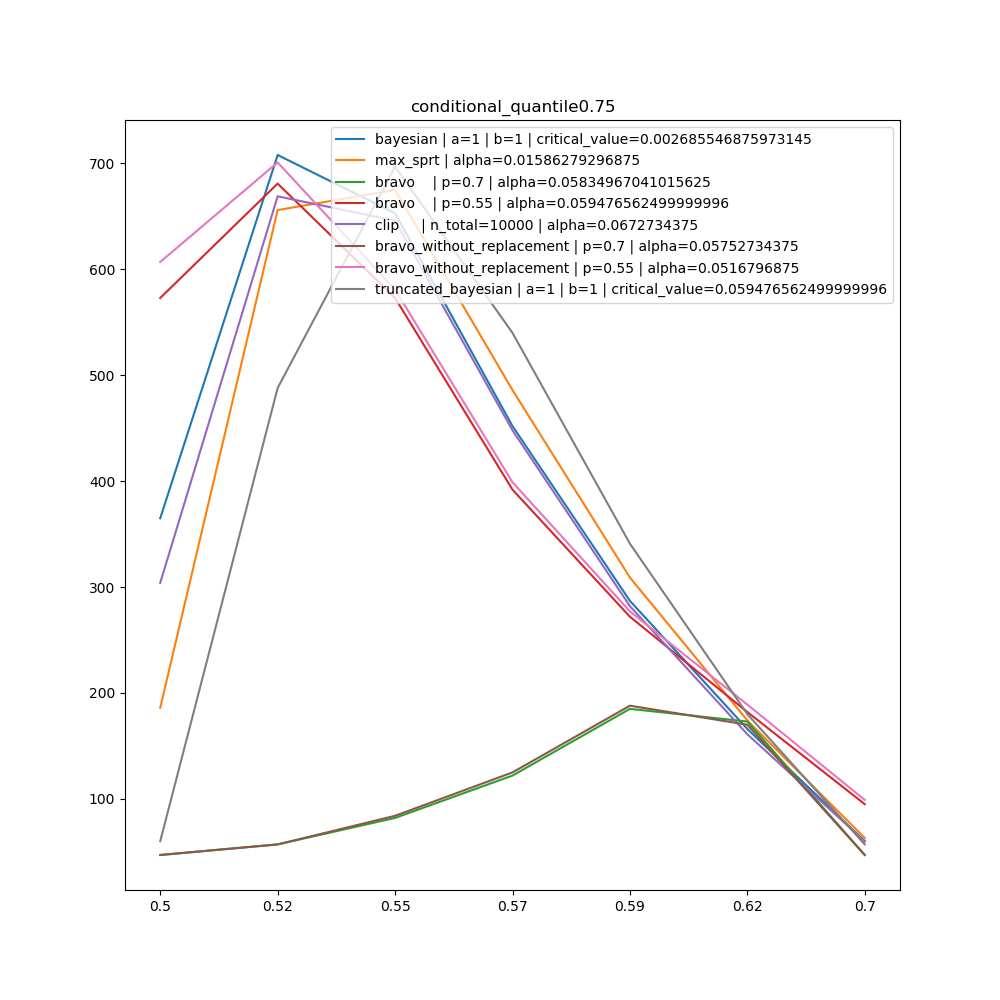 conditional_quantile0.75
bayesian | a=1 | b=1 | critical_value=0.002685546875973145
max_sprt | alpha=0.01586279296875
bravo    | p=0.7 | alpha=0.05834967041015625
bravo    | p=0.55 | alpha=0.059476562499999996
clip     | n_total=10000 | alpha=0.0672734375
bravo_without_replacement | p=0.7 | alpha=0.05752734375
bravo_without_replacement | p=0.55 | alpha=0.0516796875
truncated_bayesian | a=1 | b=1 | critical_value=0.059476562499999996
700
600
500
400
300
200
100
0.5 0.52 0.55 0.57 0.59 0.62 0.7